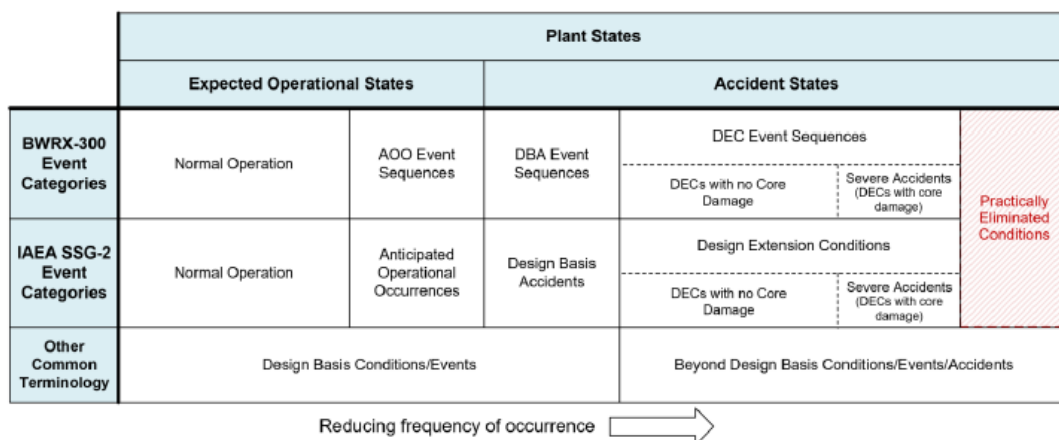 Plant States
Expected Operational States
Accident States
BWRX-300
Event
Categories
Normal Operation
AOO Event
Sequences
DBA Event
Sequences
DEC Event Sequences
DECs with no Core
Damage
Severe Accidents
(DECs with core
damage)
Practically
Eliminated
Conditions
IAEA SSG-2
Event
Categories
Normal Operation
Anticipated
Operational
Occurrences
Design Basis
Accidents
Design Extension Conditions
DECs with no Core
Damage
Severe Accidents
(DECs with core
damage)
Other
Common
Terminology
Design Basis Conditions/Events
Beyond Design Basis Conditions/Events/Accidents
Reducing frequency of occurrence